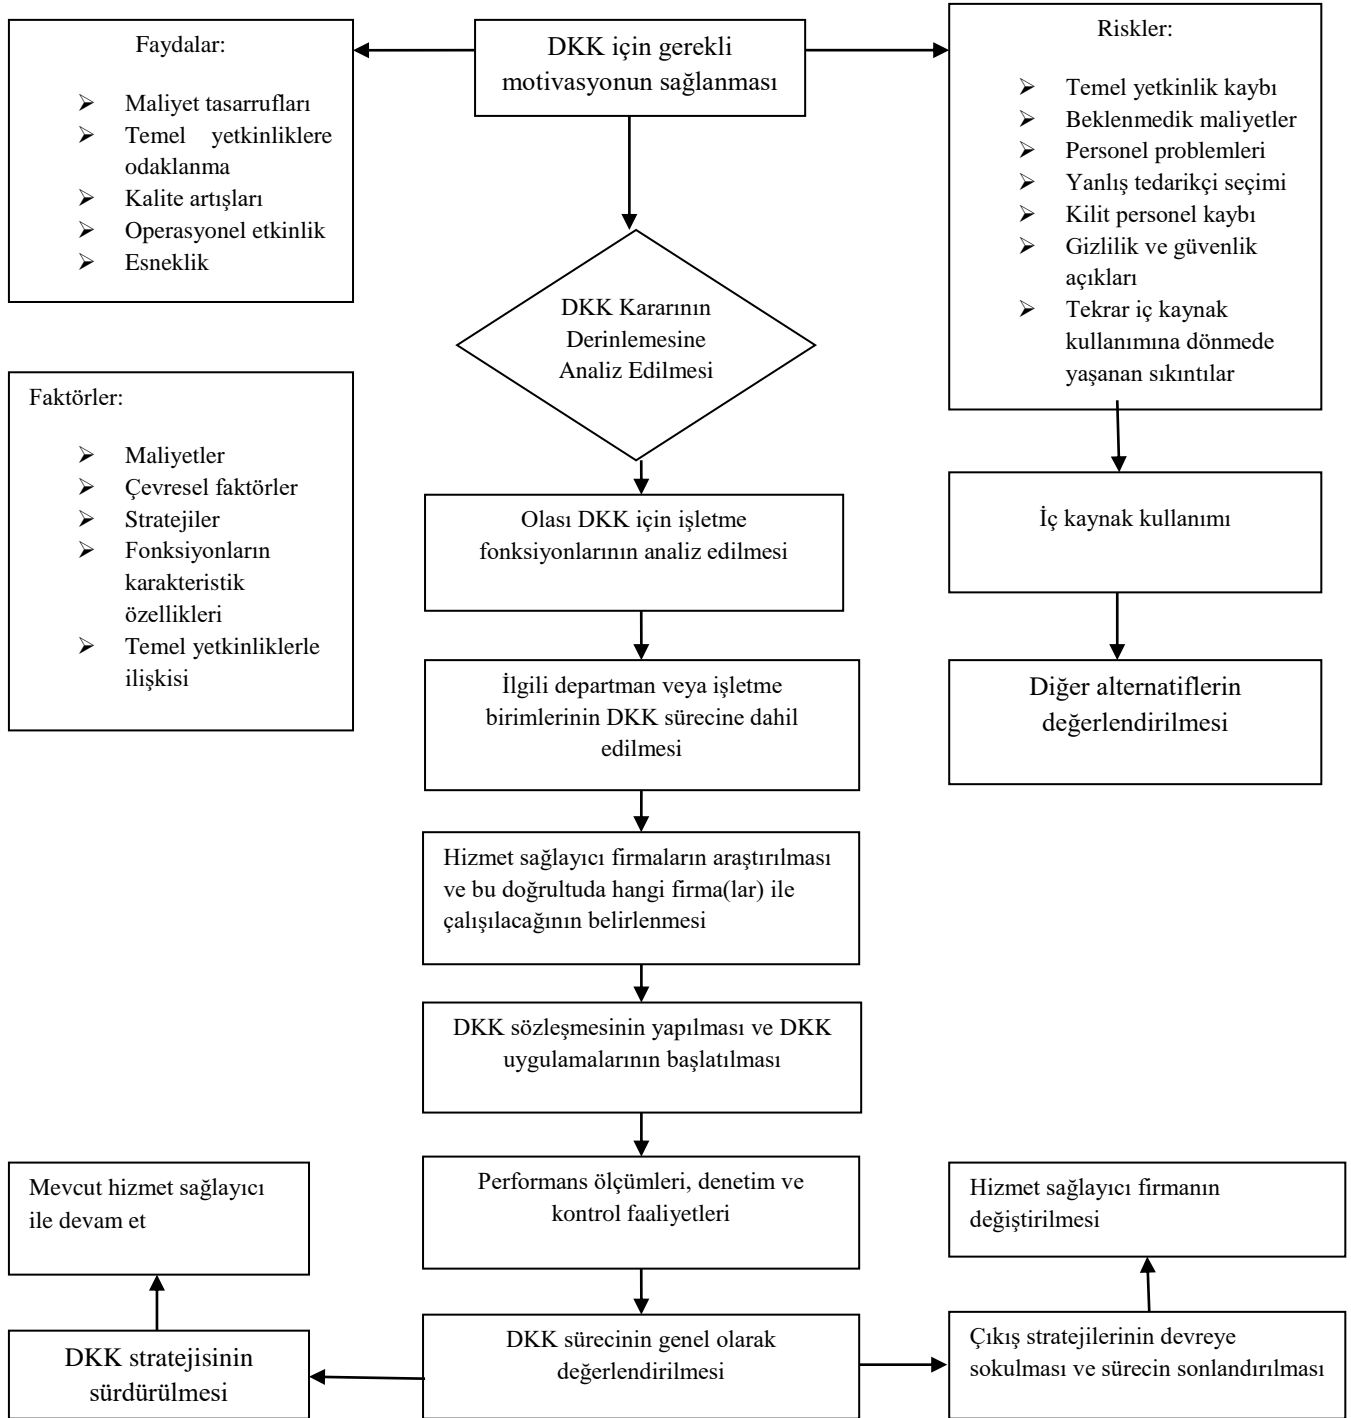 Faydalar:
➢ Maliyet tasarrufları
➢ Temel yetkinliklere
odaklanma
➢ Kalite artışları
➢ Operasyonel etkinlik
➢ Esneklik
DKK için gerekli
motivasyonun sağlanması
Riskler:
➢ Temel yetkinlik kaybı
➢ Beklenmedik maliyetler
➢ Personel problemleri
➢ Yanlış tedarikçi seçimi
➢ Kilit personel kaybı
➢ Gizlilik ve güvenlik
açıkları
➢ Tekrar iç kaynak
kullanımına dönmede
yaşanan sıkıntılar
DKK Kararının
Derinlemesine
Analiz Edilmesi
Faktörler:
➢ Maliyetler
➢ Çevresel faktörler
➢ Stratejiler
➢ Fonksiyonların
karakteristik
özellikleri
➢ Temel yetkinliklerle
ilişkisi
Olası DKK için işletme
fonksiyonlarının analiz edilmesi
İç kaynak kullanımı
İlgili departman veya işletme
birimlerinin DKK sürecine dahil
edilmesi
Diğer alternatiflerin
değerlendirilmesi
Hizmet sağlayıcı firmaların araştırılması
ve bu doğrultuda hangi firma(lar) ile
çalışılacağının belirlenmesi
DKK sözleşmesinin yapılması ve DKK
uygulamalarının başlatılması
Performans ölçümleri, denetim ve
kontrol faaliyetleri
Mevcut hizmet sağlayıcı
ile devam et
Hizmet sağlayıcı firmanın
değiştirilmesi
DKK stratejisinin
sürdürülmesi
DKK sürecinin genel olarak
değerlendirilmesi
Çıkış stratejilerinin devreye
sokulması ve sürecin sonlandırılması